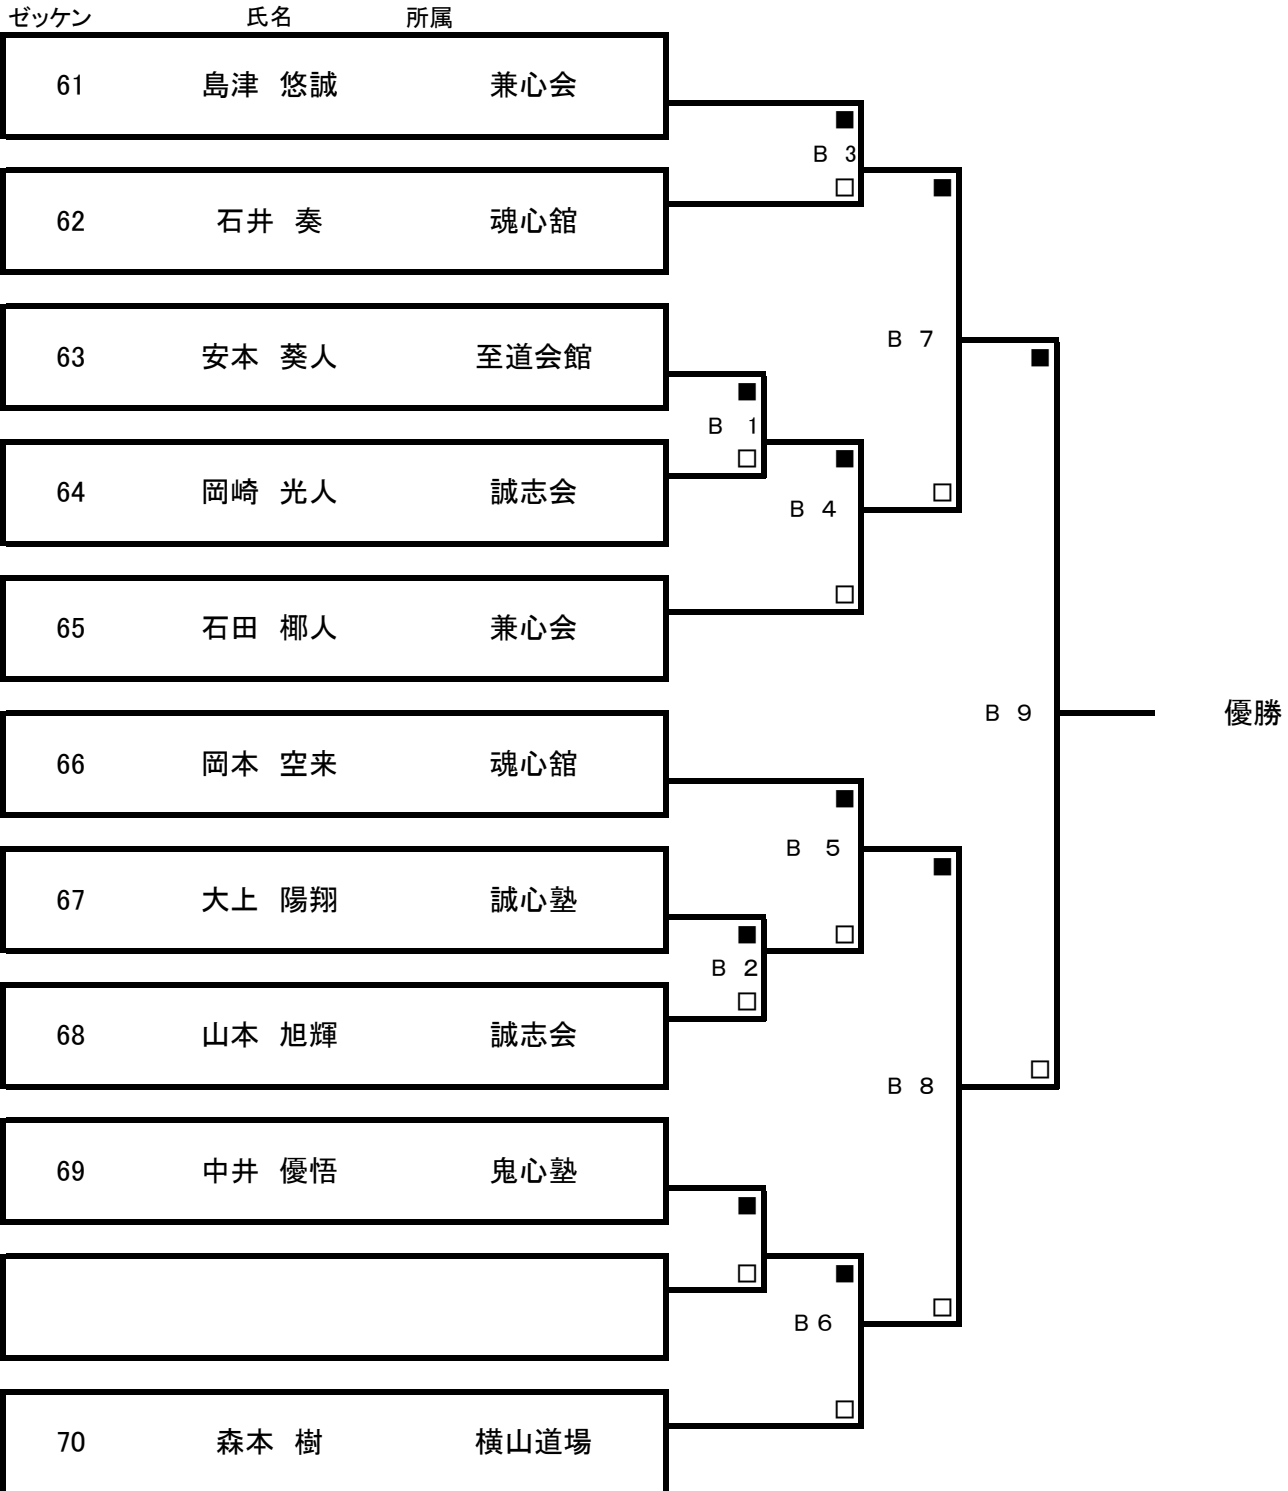 ゼッケン 氏名 所属
61 島津 悠誠 兼心会
■
B 3
□
■
62 石井 奏 魂心舘
63 安本 葵人 至道会館
B 7
■
■
B 1
□
■
64 岡崎 光人 誠志会
□
B 4
□
65 石田 椰人 兼心会
B 9 優勝
66 岡本 空来 魂心舘
■
B 5
■
67 大上 陽翔 誠心塾
■
□
B 2
□
68 山本 旭輝 誠志会
□
B 8
69 中井 優悟 鬼心塾
■
□
■
□
B 6
□
70 森本 樹 横山道場